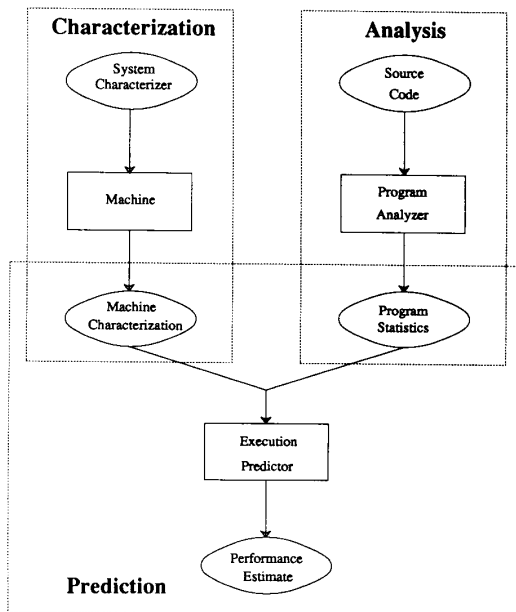 Characterization
Analysis
System
Characterizer
Source
Code
Machine
Program
Analyzer
Machine
Characterization
Program
Statistics
Execution
Predictor
Performance
Estimate
Prediction